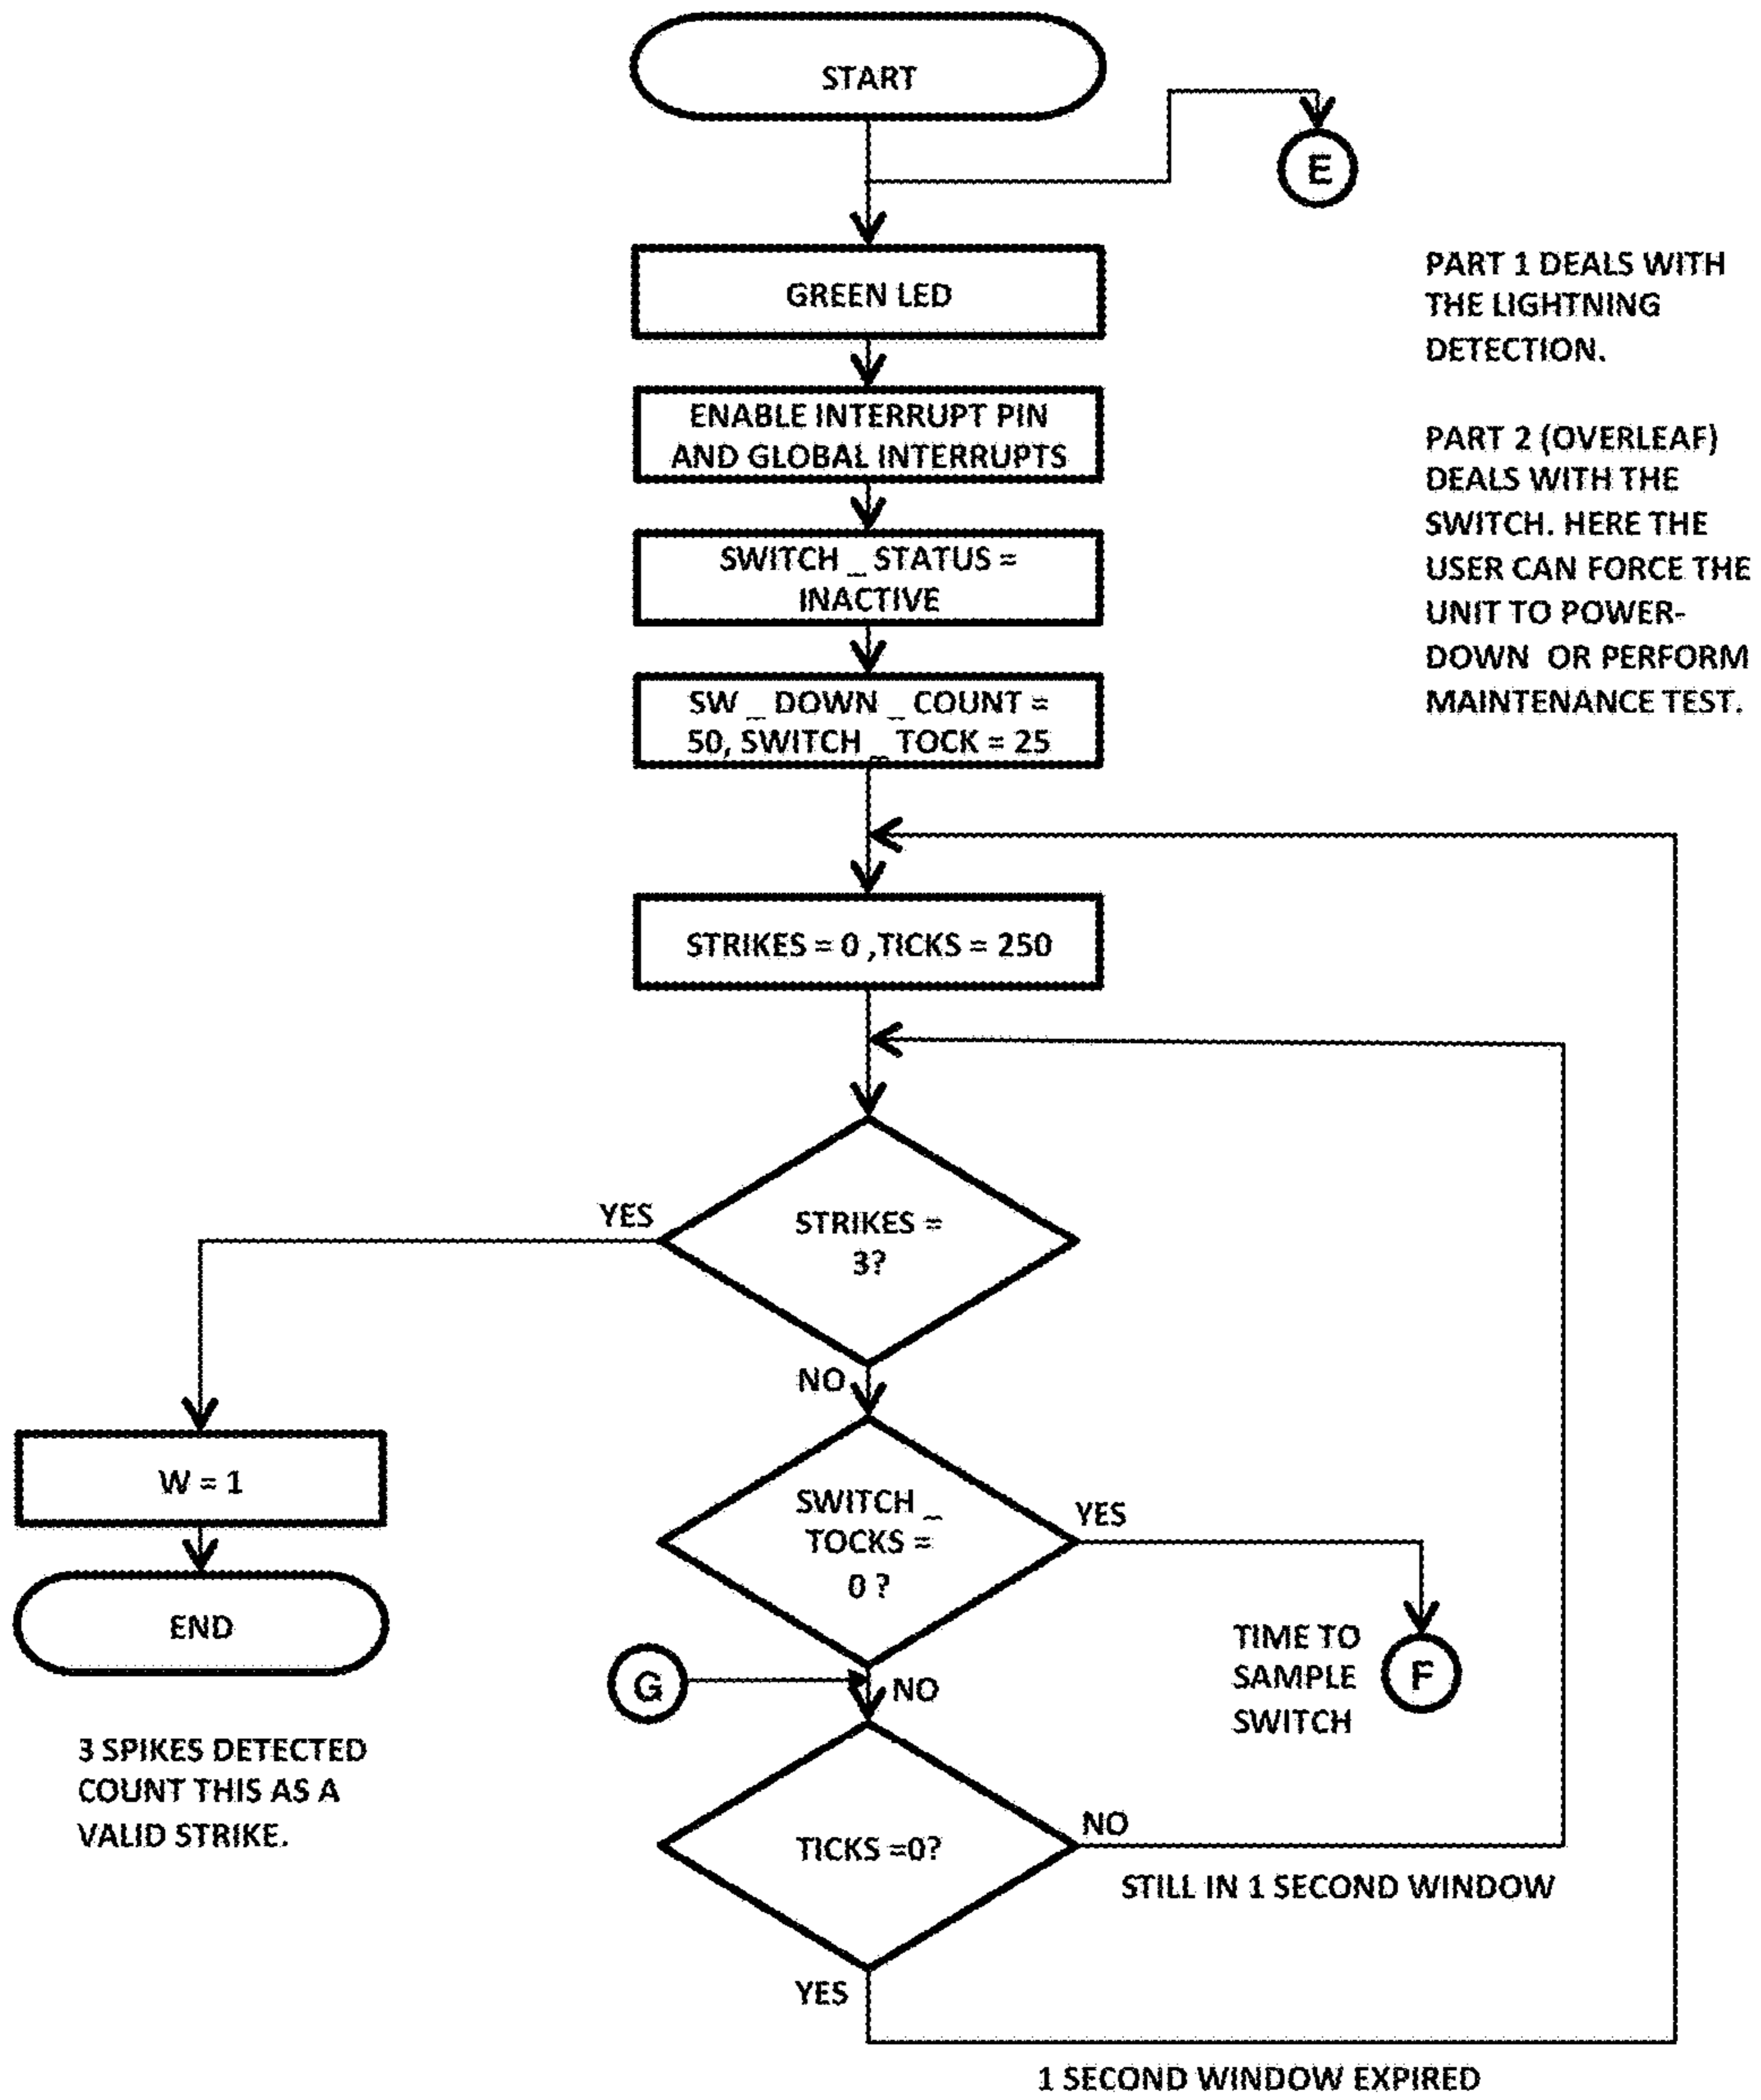 START
E
GREEN LED
ENABLE INTERRUPT PIN
AND GLOBAL INTERRUPTS
SWITCH _ STATUS =
INACTIVE
SW _ DOWN _ COUNT =
50, SWITCH _ TOCK = 25
PART 1 DEALS WITH
THE LIGHTNING
DETECTION.
PART 2 (OVERLEAF)
DEALS WITH THE
SWITCH. HERE THE
USER CAN FORCE THE
UNIT TO POWER-
DOWN OR PERFORM
MAINTENANCE TEST.
STRIKES = 0 ,TICKS = 250
STRIKES =
3?
YES
NO
W = 1
END
3 SPIKES DETECTED
COUNT THIS AS A
VALID STRIKE.
SWITCH _
TOCKS =
0 ?
YES
TIME TO
SAMPLE
SWITCH
F
G
NO
TICKS =0?
NO
STILL IN 1 SECOND WINDOW
YES
1 SECOND WINDOW EXPIRED